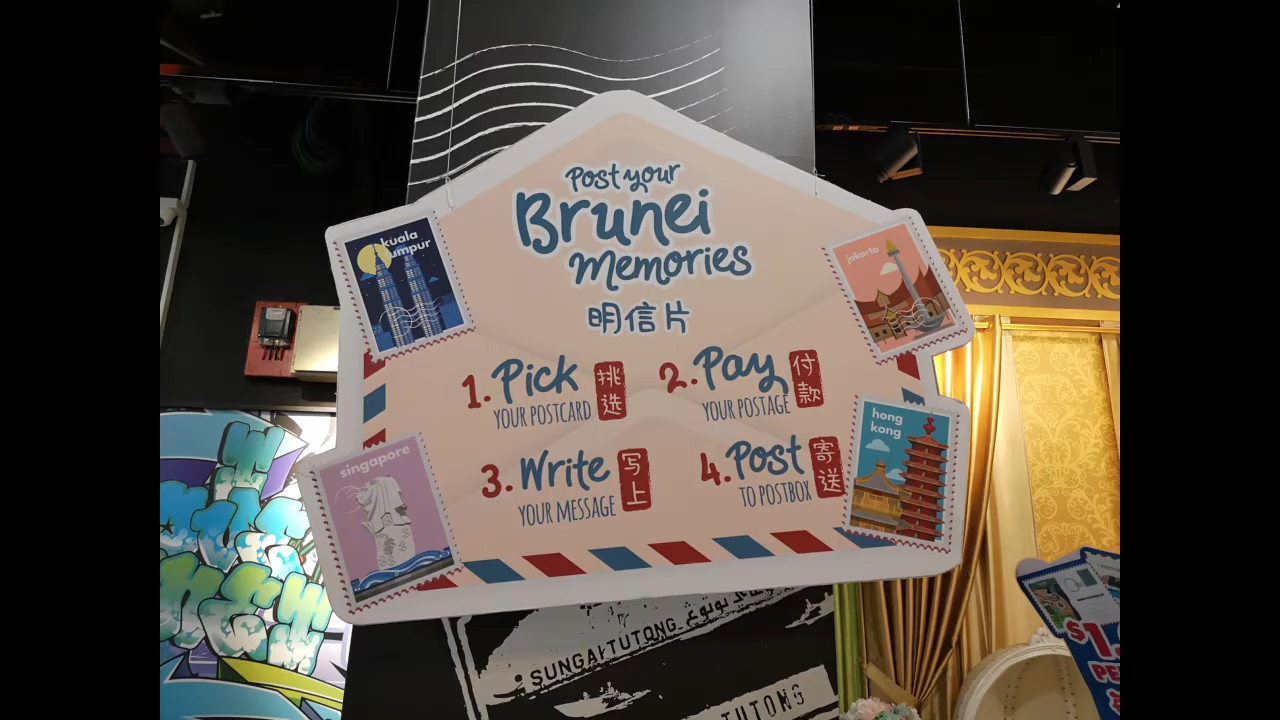 Post your
Brunei
Memories
明信片
kuala
lumpur
jakarta
1. Pick 挑选
YOUR POSTCARD
2. Pay 付款
YOUR POSTAGE
3. Write 写上
YOUR MESSAGE
4. Post 寄送
TO POSTBOX
singapore
hong
kong
SUNGAI TUTONG
TUTONG
$1.
PE